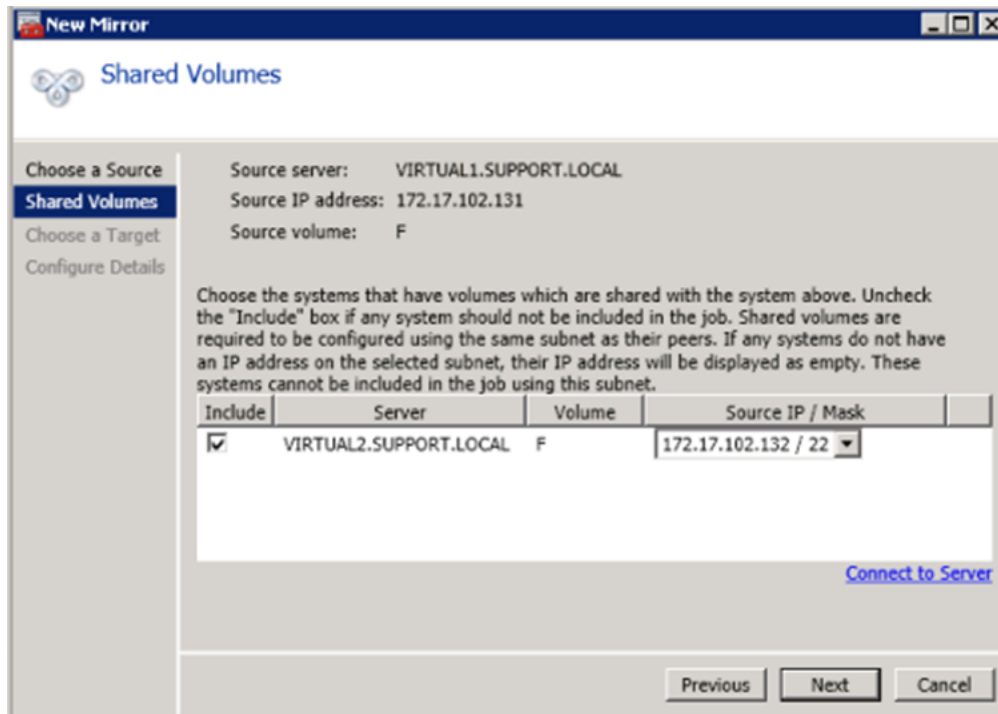 New Mirror
Shared Volumes
Choose a Source
Shared Volumes
Choose a Target
Configure Details
Source server: VIRTUAL1.SUPPORT.LOCAL
Source IP address: 172.17.102.131
Source volume: F
Choose the systems that have volumes which are shared with the system above. Uncheck
the "Include" box if any system should not be included in the job. Shared volumes are
required to be configured using the same subnet as their peers. If any systems do not have
an IP address on the selected subnet, their IP address will be displayed as empty. These
systems cannot be included in the job using this subnet.
Include Server Volume Source IP / Mask
VIRTUAL2.SUPPORT.LOCAL F 172.17.102.132 / 22
Connect to Server
Previous Next Cancel